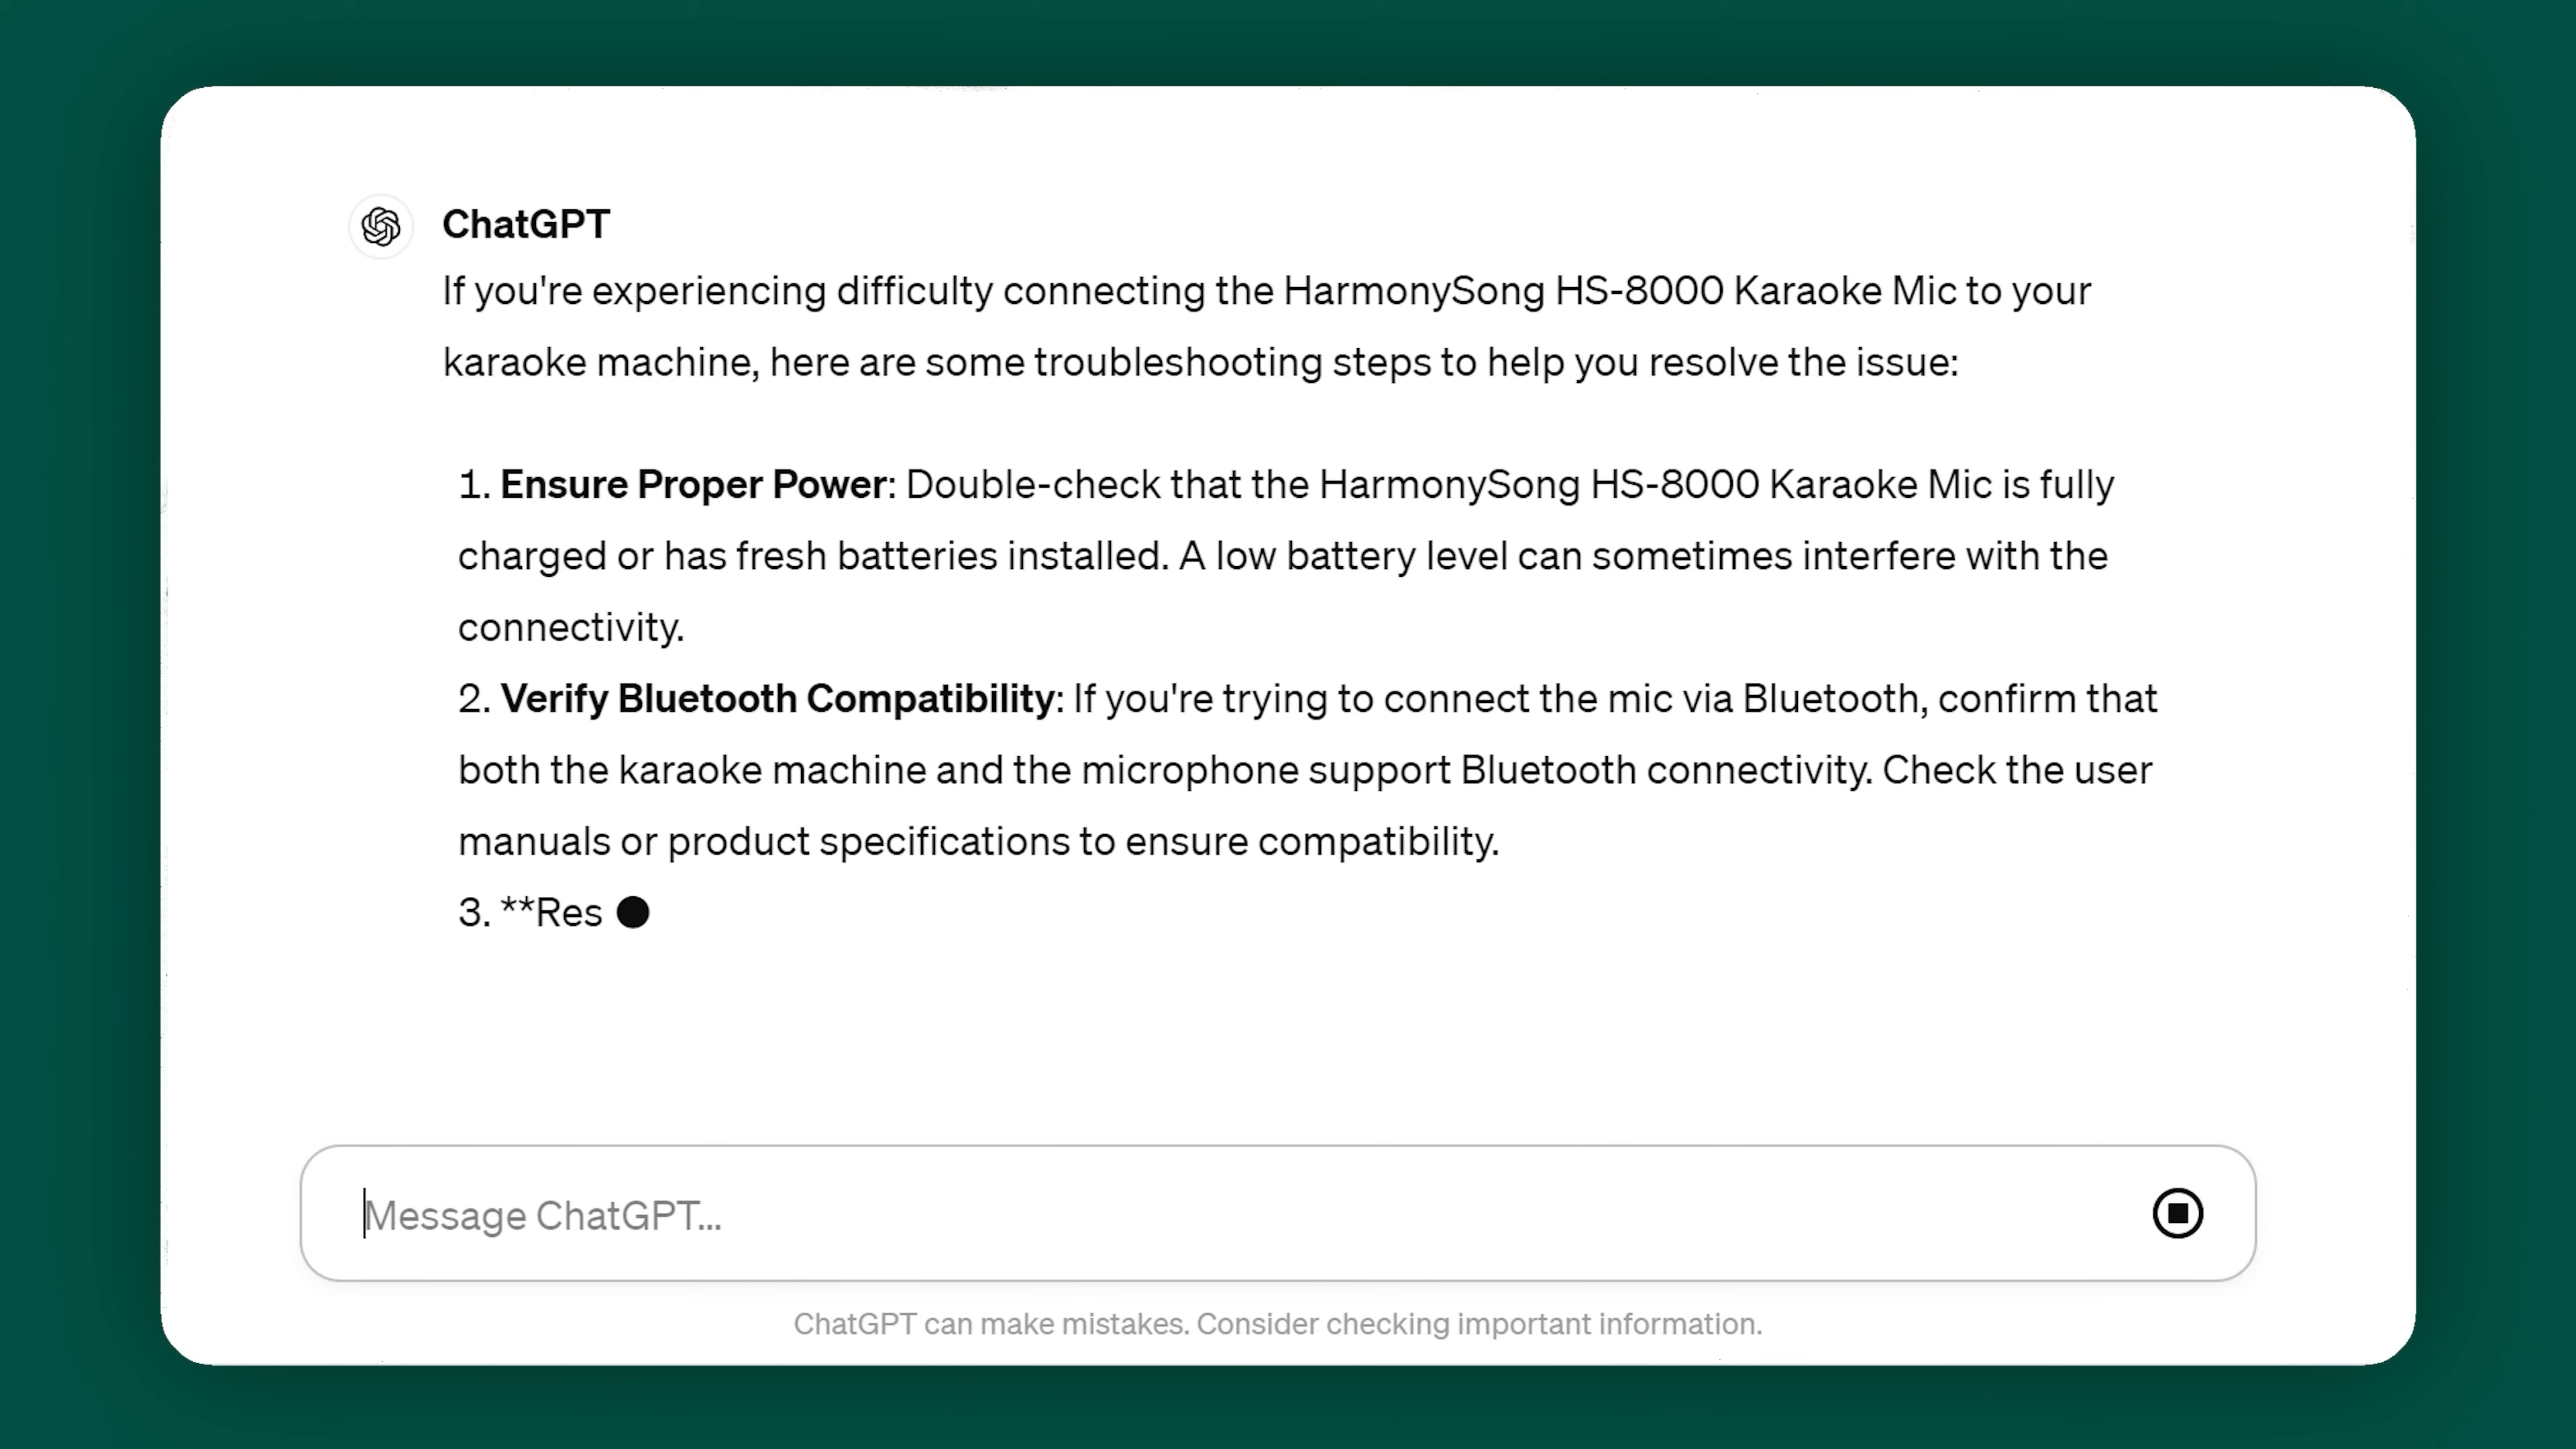 ChatGPT
If you're experiencing difficulty connecting the HarmonySong HS-8000 Karaoke Mic to your
karaoke machine, here are some troubleshooting steps to help you resolve the issue:
1. Ensure Proper Power: Double-check that the HarmonySong HS-8000 Karaoke Mic is fully
charged or has fresh batteries installed. A low battery level can sometimes interfere with the
connectivity.
2. Verify Bluetooth Compatibility: If you're trying to connect the mic via Bluetooth, confirm that
both the karaoke machine and the microphone support Bluetooth connectivity. Check the user
manuals or product specifications to ensure compatibility.
3. **Res
Message ChatGPT...
ChatGPT can make mistakes. Consider checking important information.